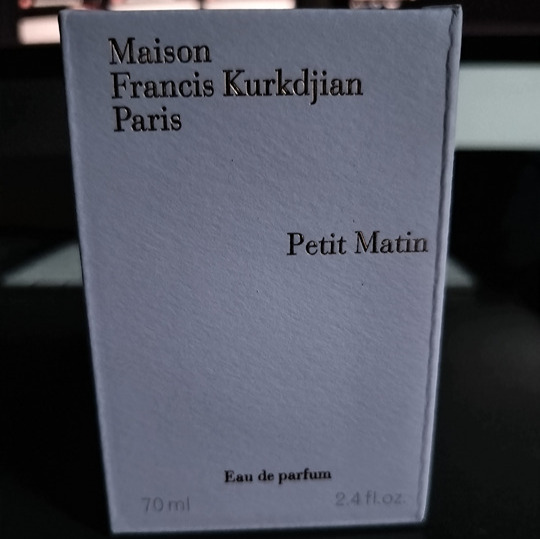 Maison
Francis Kurkdjian
Paris
Petit Matin
Eau de parfum
70 ml 2.4 fl.oz